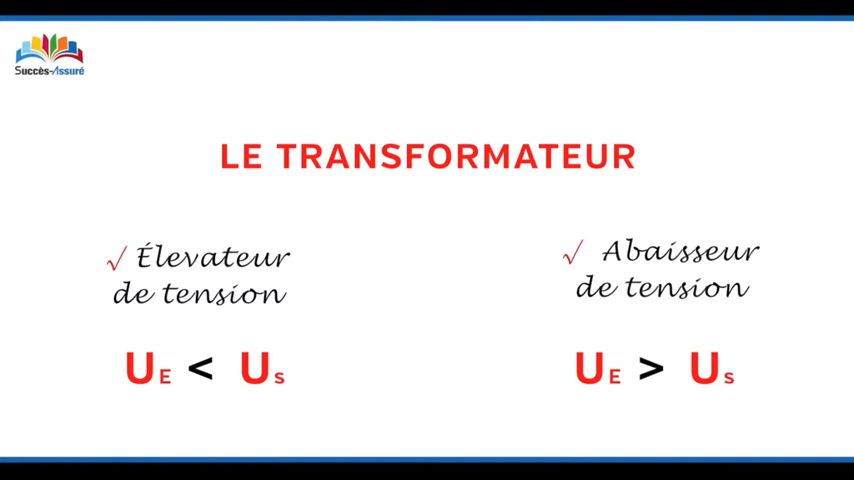 Succès-Assuré
LE TRANSFORMATEUR
√ Élevateur
de tension
UE < Us
√ Abaisseur
de tension
UE > Us